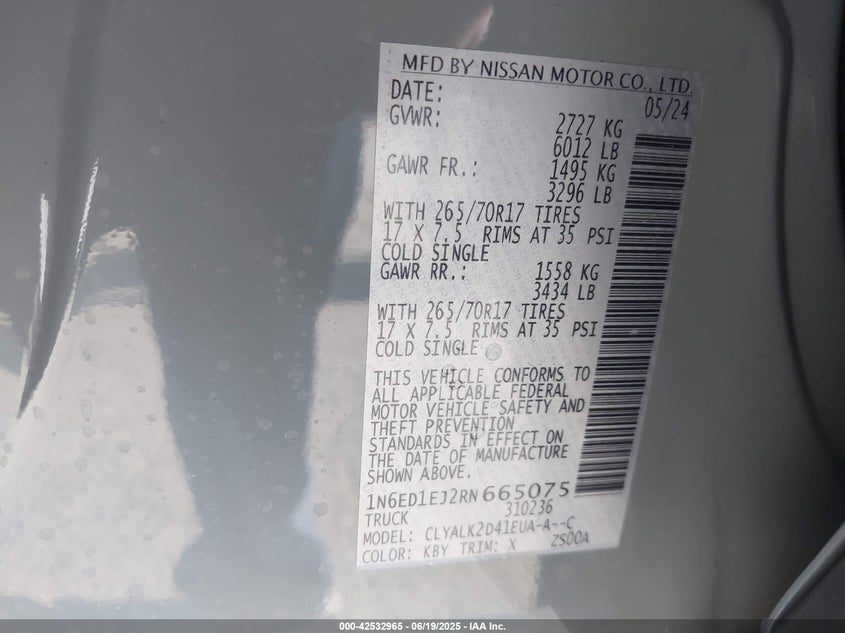 MFD BY NISSAN MOTOR CO., LTD.
DATE: 05/24
GVWR: 2727 KG
6012 LB
GAWR FR.: 1495 KG
3296 LB
WITH 265/70R17 TIRES
17 X 7.5 RIMS AT 35 PSI
COLD SINGLE
GAWR RR.: 1558 KG
3434 LB
WITH 265/70R17 TIRES
17 X 7.5 RIMS AT 35 PSI
COLD SINGLE
THIS VEHICLE CONFORMS TO
ALL APPLICABLE FEDERAL
MOTOR VEHICLE SAFETY AND
THEFT PREVENTION
STANDARDS IN EFFECT ON
THE DATE OF MANUFACTURE
SHOWN ABOVE.
1N6ED1EJ2RN665075
TRUCK 310236
MODEL: CLYALK2D41EUA-A--C
COLOR: KBY TRIM: X ZS00A
000-42532965 - 06/19/2025 - IAA Inc.